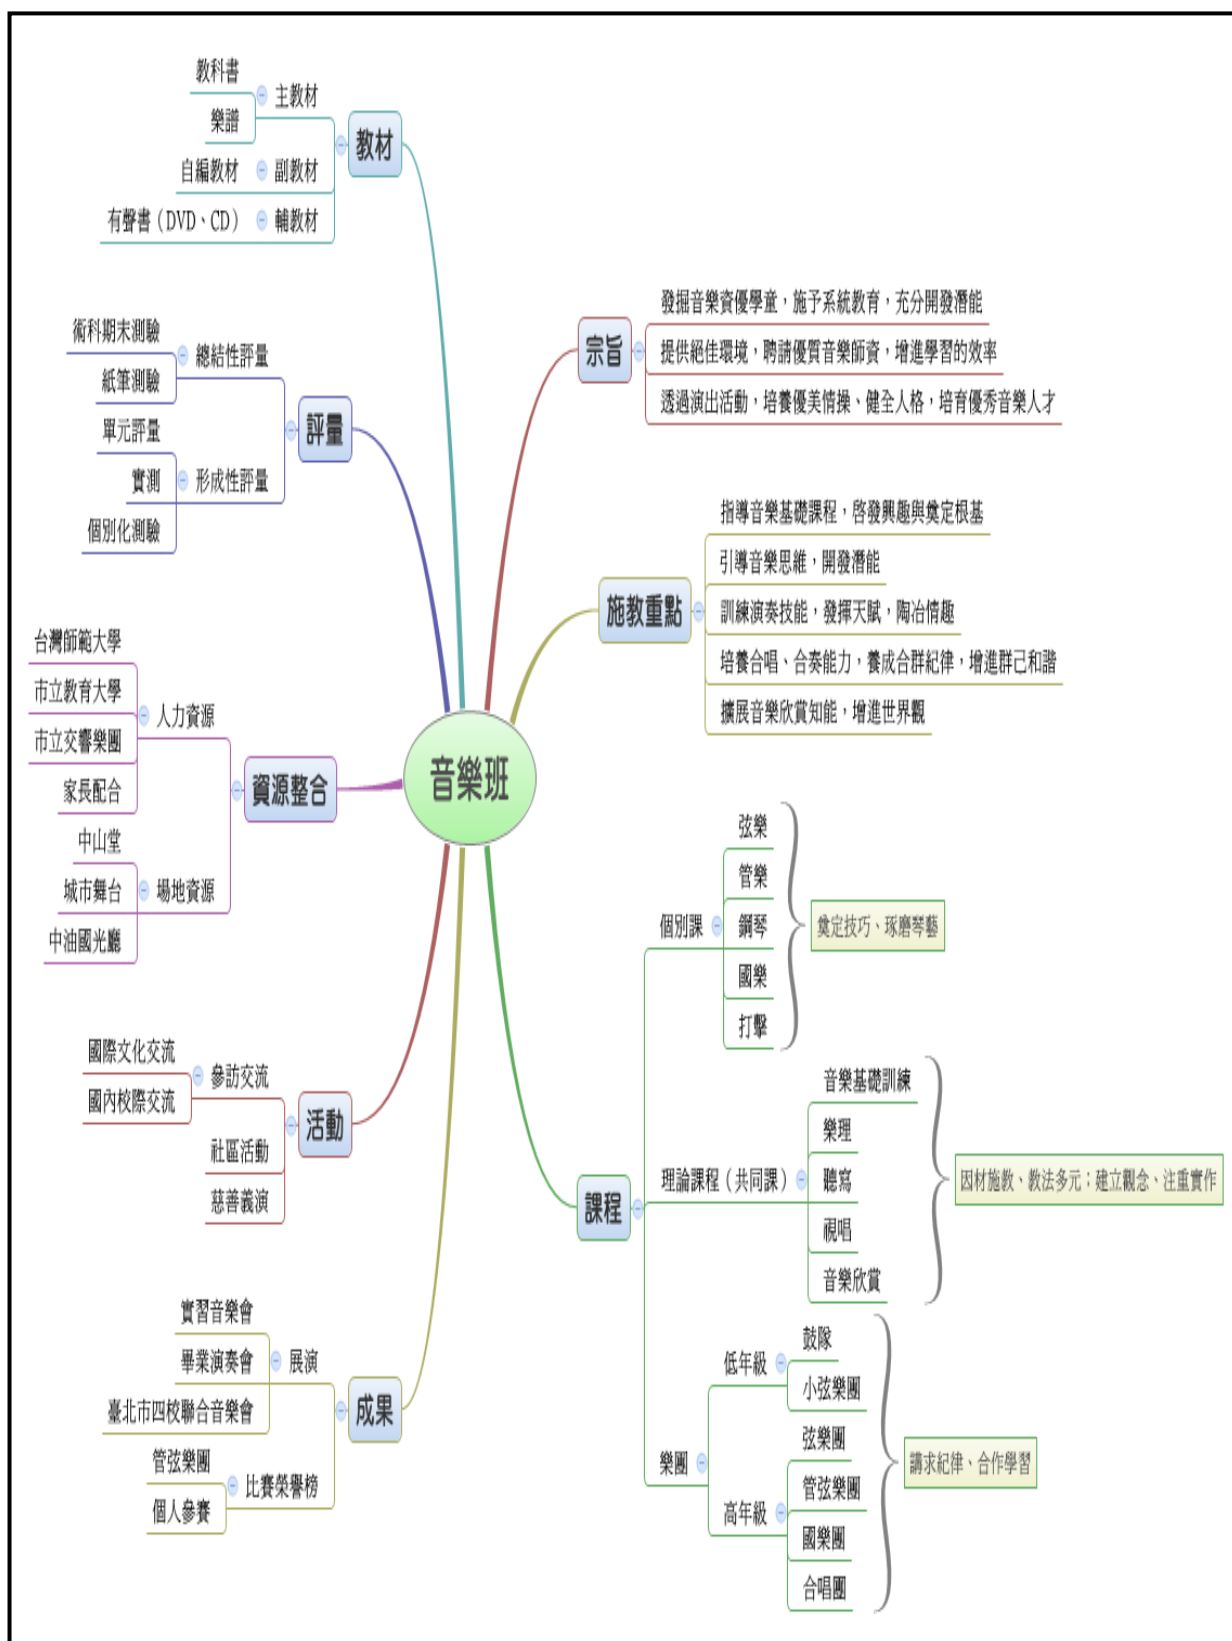 音樂班
教材
主教材
教科書
樂譜
副教材
自編教材
輔教材
有聲書（DVD、CD）
評量
總結性評量
術科期末測驗
紙筆測驗
形成性評量
單元評量
實測
個別化測驗
資源整合
人力資源
台灣師範大學
市立教育大學
市立交響樂團
家長配合
場地資源
中山堂
城市舞台
中油國光廳
活動
參訪交流
國際文化交流
國內校際交流
社區活動
慈善義演
成果
展演
實習音樂會
畢業演奏會
臺北市四校聯合音樂會
比賽榮譽榜
管弦樂團
個人參賽
宗旨
發掘音樂資優學童，施予系統教育，充分開發潛能
提供絕佳環境，聘請優質音樂師資，增進學習的效率
透過演出活動，培養優美情操、健全人格，培育優秀音樂人才
施教重點
指導音樂基礎課程，啓發興趣與奠定根基
引導音樂思維，開發潛能
訓練演奏技能，發揮天賦，陶冶情趣
培養合唱、合奏能力，養成合群紀律，增進群己和諧
擴展音樂欣賞知能，增進世界觀
課程
個別課
弦樂
管樂
鋼琴
國樂
打擊
奠定技巧、琢磨琴藝
理論課程（共同課）
音樂基礎訓練
樂理
聽寫
視唱
音樂欣賞
因材施教、教法多元；建立觀念、注重實作
樂團
低年級
鼓隊
小弦樂團
高年級
弦樂團
管弦樂團
國樂團
合唱團
講求紀律、合作學習